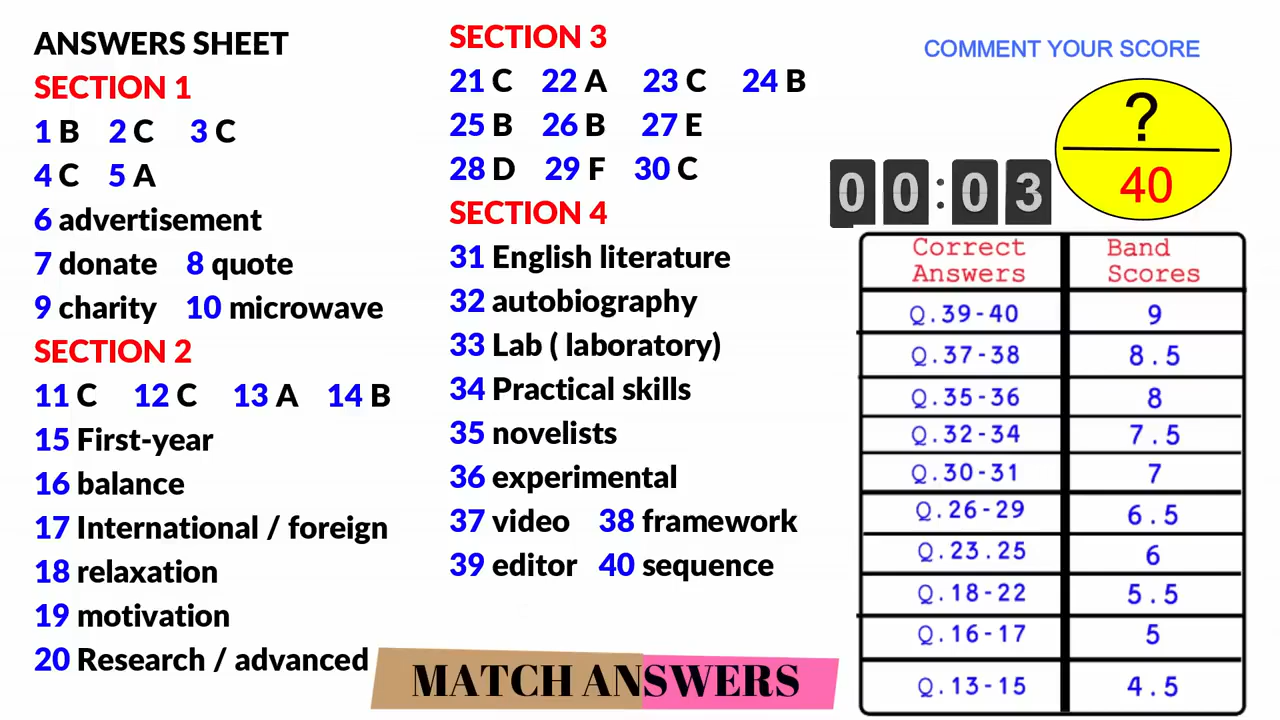 ANSWERS SHEET
SECTION 1
1 B 2 C 3 C
4 C 5 A
6 advertisement
7 donate 8 quote
9 charity 10 microwave
SECTION 2
11 C 12 C 13 A 14 B
15 First-year
16 balance
17 International / foreign
18 relaxation
19 motivation
20 Research / advanced
SECTION 3
21 C 22 A 23 C 24 B
25 B 26 B 27 E
28 D 29 F 30 C
SECTION 4
31 English literature
32 autobiography
33 Lab ( laboratory)
34 Practical skills
35 novelists
36 experimental
37 video 38 framework
39 editor 40 sequence
MATCH ANSWERS
COMMENT YOUR SCORE
?
40
00:03
Correct Answers Band Scores
Q.39-40 9
Q.37-38 8.5
Q.35-36 8
Q.32-34 7.5
Q.30-31 7
Q.26-29 6.5
Q.23.25 6
Q.18-22 5.5
Q.16-17 5
Q.13-15 4.5